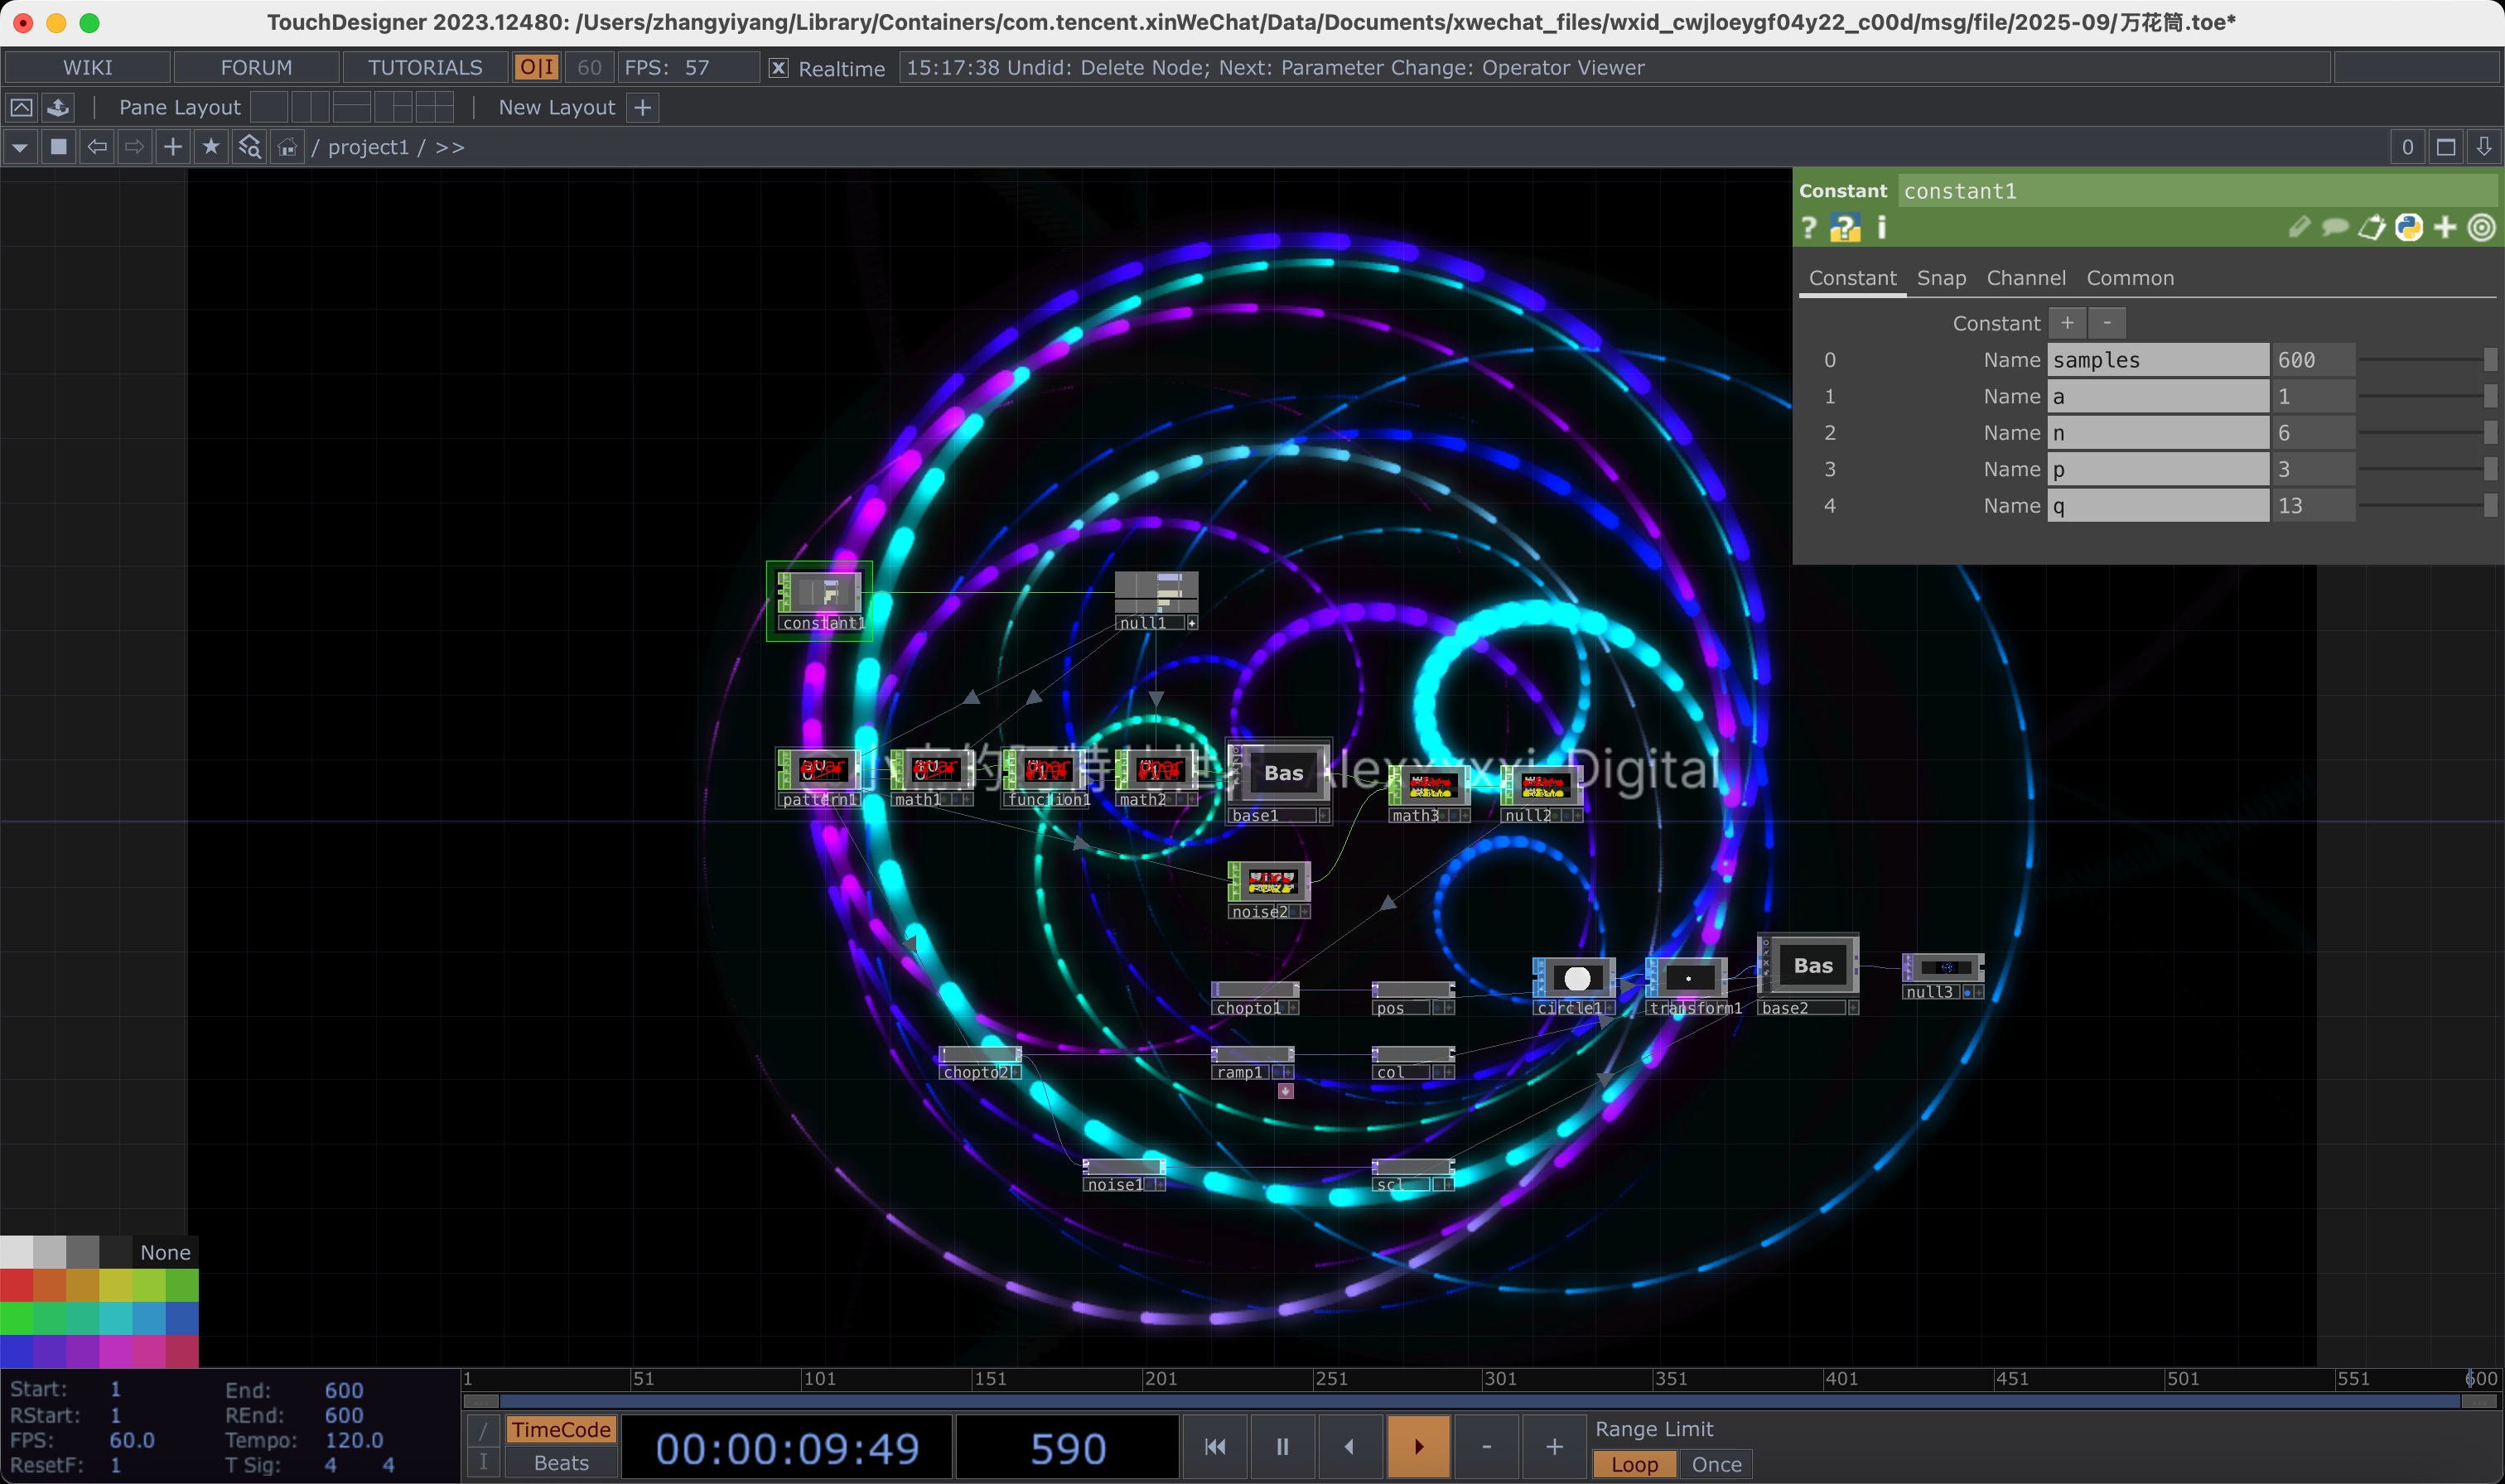 TouchDesigner 2023.12480: /Users/zhangyiyang/Library/Containers/com.tencent.xinWeChat/Data/Documents/xwechat_files/wxid_cwjloeygf04y22_c00d/msg/file/2025-09/万花筒.toe*
WIKI FORUM TUTORIALS O|I 60 FPS: 57 Realtime 15:17:38 Undid: Delete Node; Next: Parameter Change: Operator Viewer
Pane Layout New Layout +
/ project1 / >> 0
Constant constant1
Constant Snap Channel Common
Constant + -
0 Name samples 600
1 Name a 1
2 Name n 6
3 Name p 3
4 Name q 13
constant1 null1
的 Alexxxxxi Digital
Bas
pattern1 math1 function1 math2 base1 math3 null2
noise2
Bas
chopto1 pos circle1 transform1 base2 null3
chopto2 ramp1 col
noise1 scl
None
1 51 101 151 201 251 301 351 401 451 501 551 600
Start: 1 End: 600
RStart: 1 REnd: 600
FPS: 60.0 Tempo: 120.0
ResetF: 1 T Sig: 4 4
/ TimeCode
I Beats
00:00:09:49 590
- +
Range Limit
Loop Once